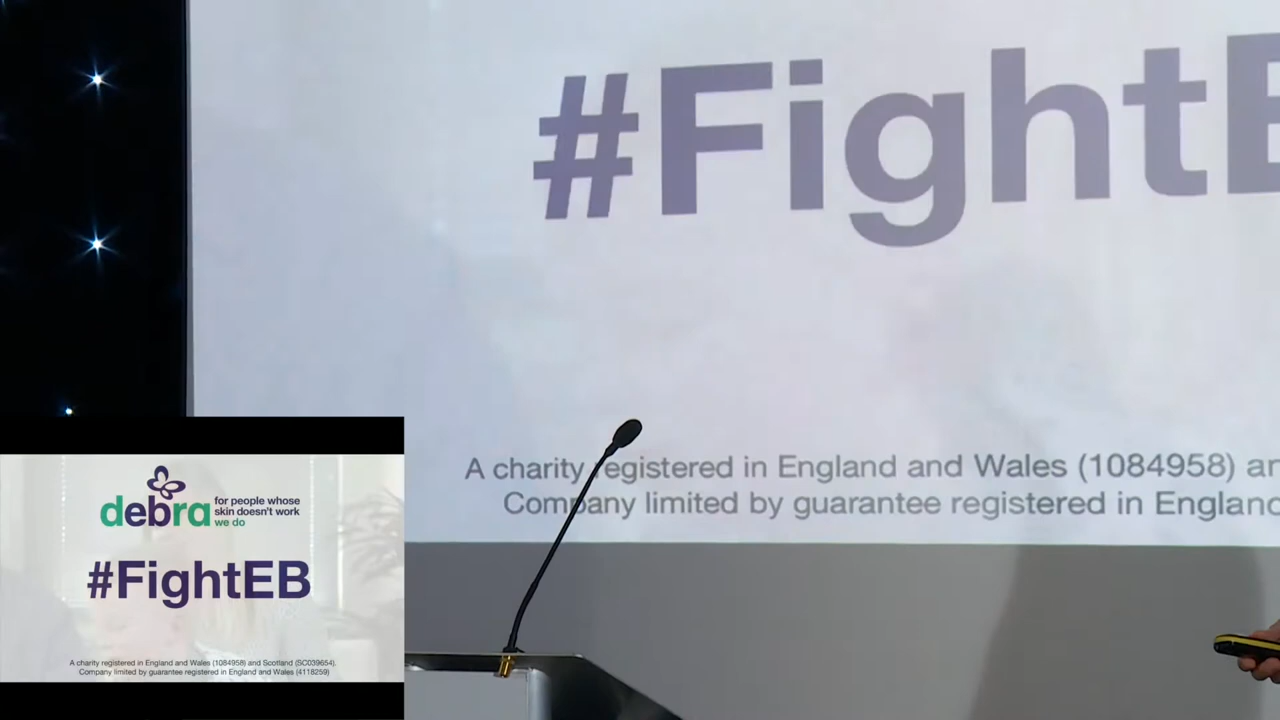 #FightE
A charity registered in England and Wales (1084958) an
Company limited by guarantee registered in England
debra
for people whose
skin doesn't work
we do
#FightEB
A charity registered in England and Wales (1084958) and Scotland (SC039654).
Company limited by guarantee registered in England and Wales (4118259)